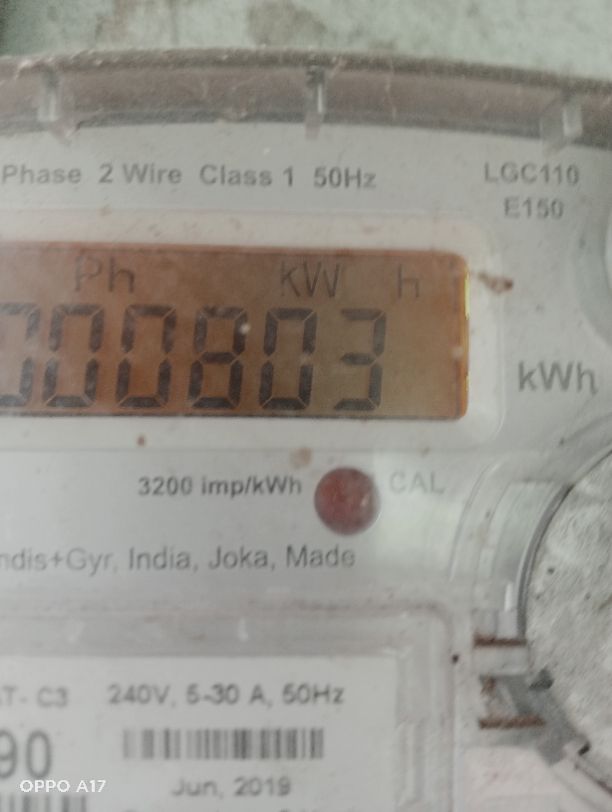 Phase 2 Wire Class 1 50Hz
LGC110
E150
Ph KW h
000803
kWh
3200 imp/kWh CAL
ndis+Gyr, India, Joka, Made
T- C3 240V, 5-30 A, 50Hz
90
Jun, 2019
OPPO A17